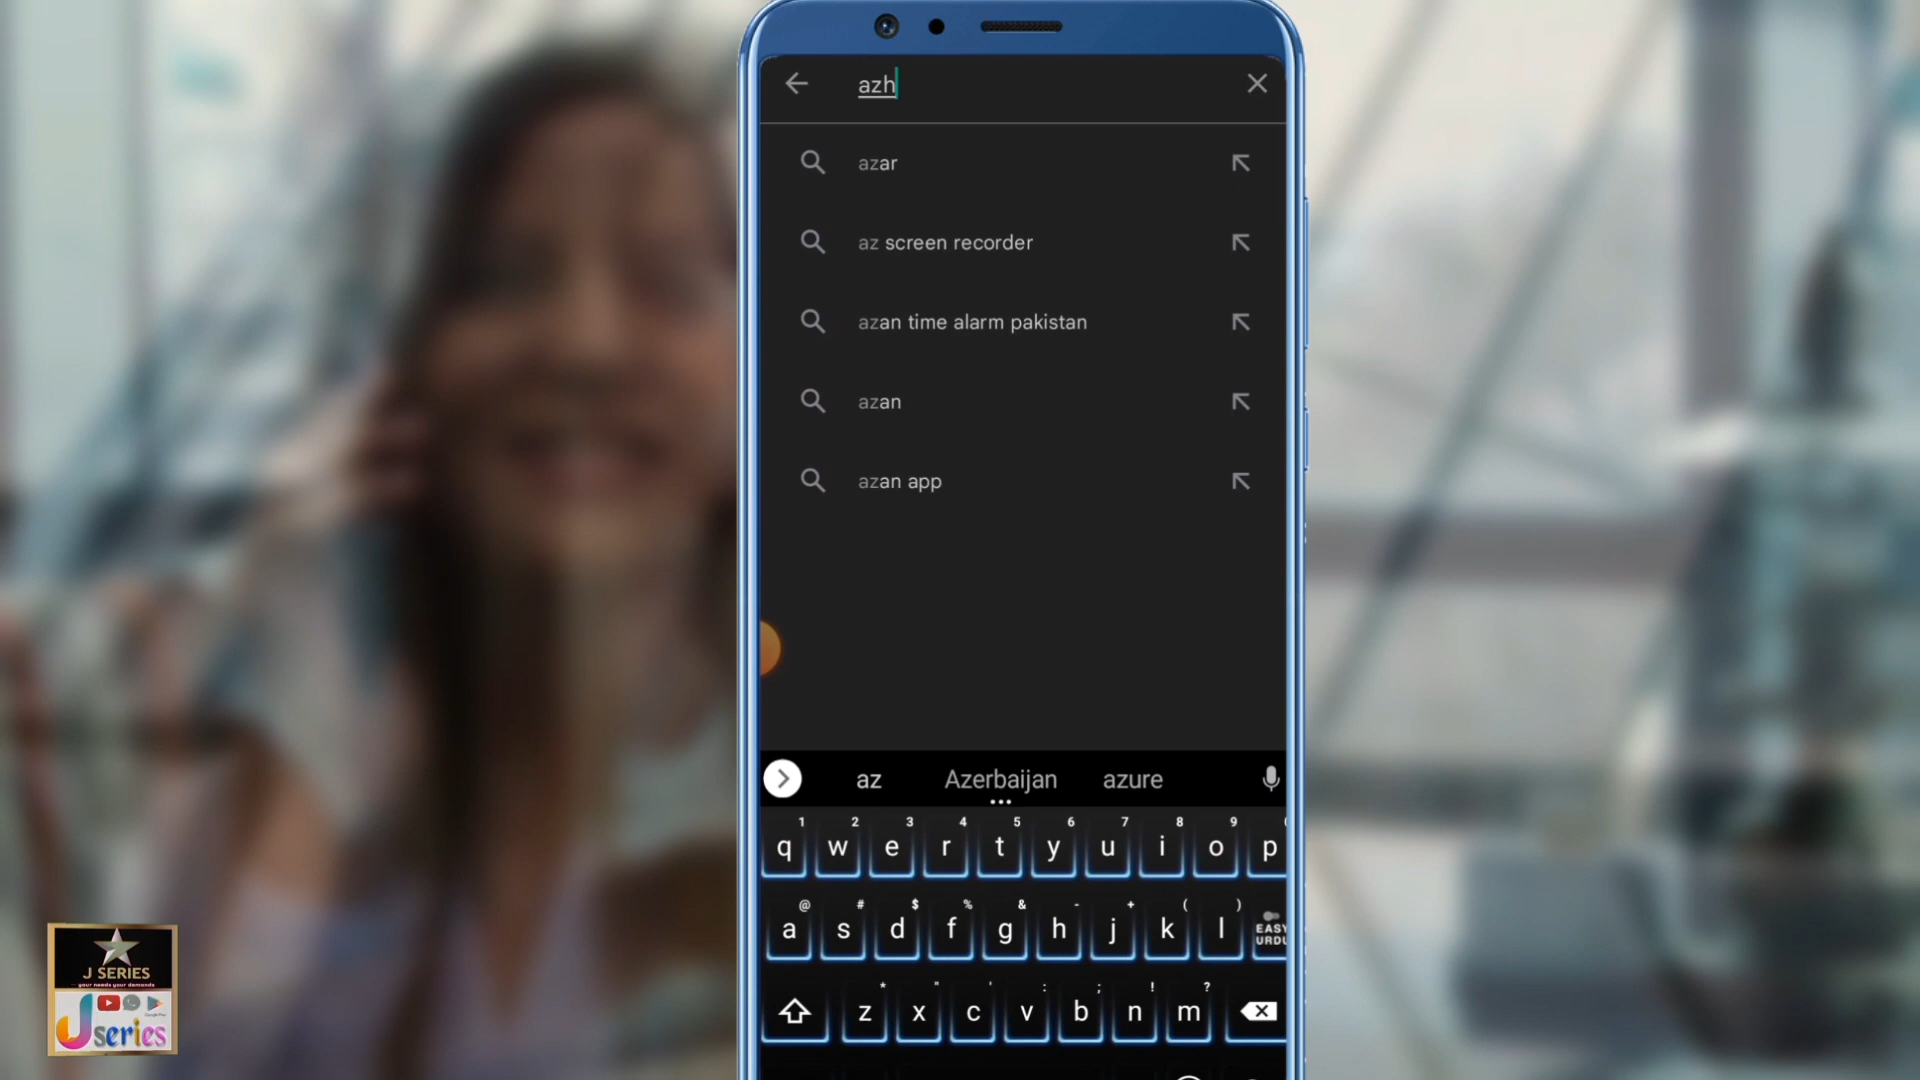 azh
azar
az screen recorder
azan time alarm pakistan
azan
azan app
az Azerbaijan azure
1 2 3 4 5 6 7 8 9
q w e r t y u i o p
@ # $ % & - + ( )
a s d f g h j k l EASY URDU
* " ' : ; ! ?
z x c v b n m
J SERIES
your needs your demands
J series